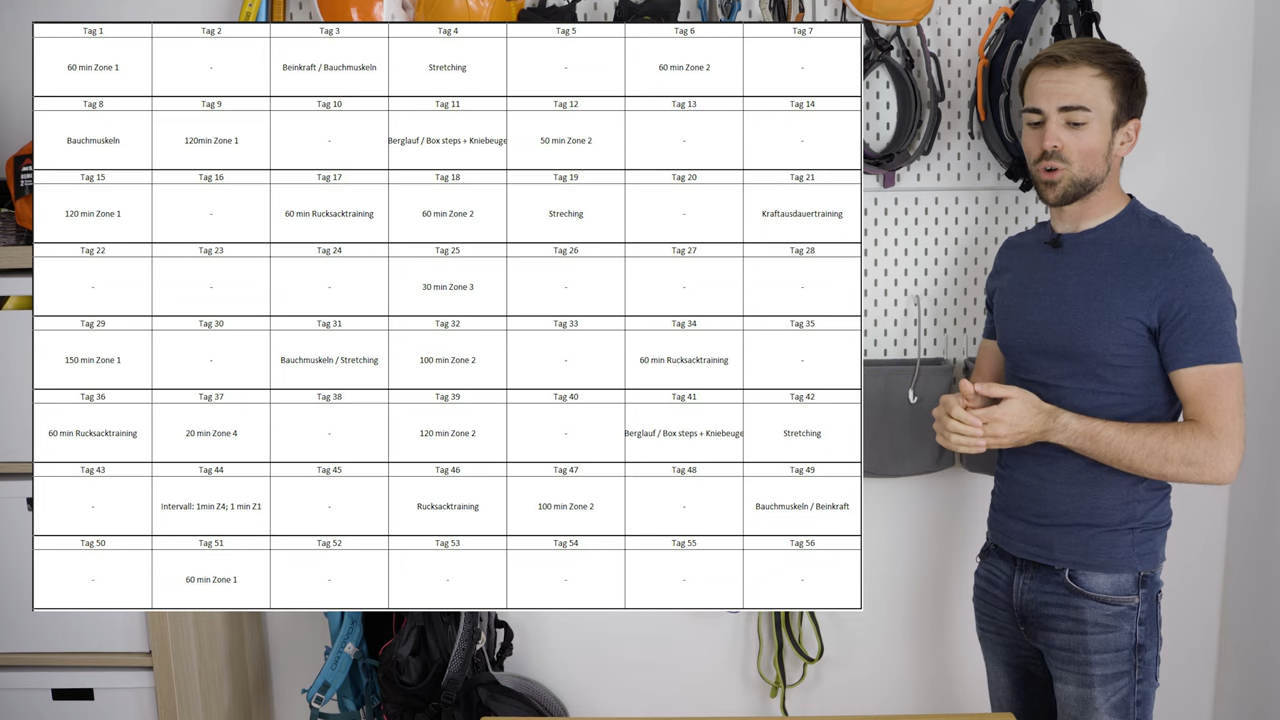 Tag 1 Tag 2 Tag 3 Tag 4 Tag 5 Tag 6 Tag 7
60 min Zone 1 - Beinkraft / Bauchmuskeln Stretching - 60 min Zone 2 -
Tag 8 Tag 9 Tag 10 Tag 11 Tag 12 Tag 13 Tag 14
Bauchmuskeln 120min Zone 1 - Berglauf / Box steps + Kniebeuge 50 min Zone 2 - -
Tag 15 Tag 16 Tag 17 Tag 18 Tag 19 Tag 20 Tag 21
120 min Zone 1 - 60 min Rucksacktraining 60 min Zone 2 Streching - Kraftausdauertraining
Tag 22 Tag 23 Tag 24 Tag 25 Tag 26 Tag 27 Tag 28
- - - 30 min Zone 3 - - -
Tag 29 Tag 30 Tag 31 Tag 32 Tag 33 Tag 34 Tag 35
150 min Zone 1 - Bauchmuskeln / Stretching 100 min Zone 2 - 60 min Rucksacktraining -
Tag 36 Tag 37 Tag 38 Tag 39 Tag 40 Tag 41 Tag 42
60 min Rucksacktraining 20 min Zone 4 - 120 min Zone 2 - Berglauf / Box steps + Kniebeuge Stretching
Tag 43 Tag 44 Tag 45 Tag 46 Tag 47 Tag 48 Tag 49
- Intervall: 1min Z4; 1 min Z1 - Rucksacktraining 100 min Zone 2 - Bauchmuskeln / Beinkraft
Tag 50 Tag 51 Tag 52 Tag 53 Tag 54 Tag 55 Tag 56
- 60 min Zone 1 - - - - -